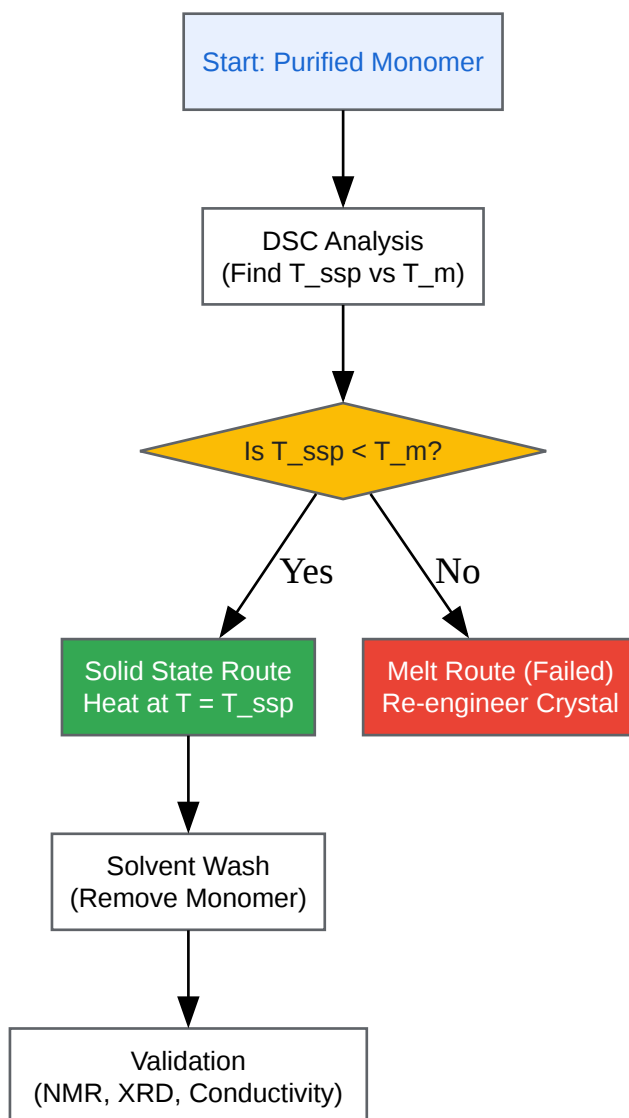 Start: Purified Monomer
DSC Analysis
(Find T_ssp vs T_m)
Is T_ssp < T_m?
Yes
No
Solid State Route
Heat at T = T_ssp
Melt Route (Failed)
Re-engineer Crystal
Solvent Wash
(Remove Monomer)
Validation
(NMR, XRD, Conductivity)